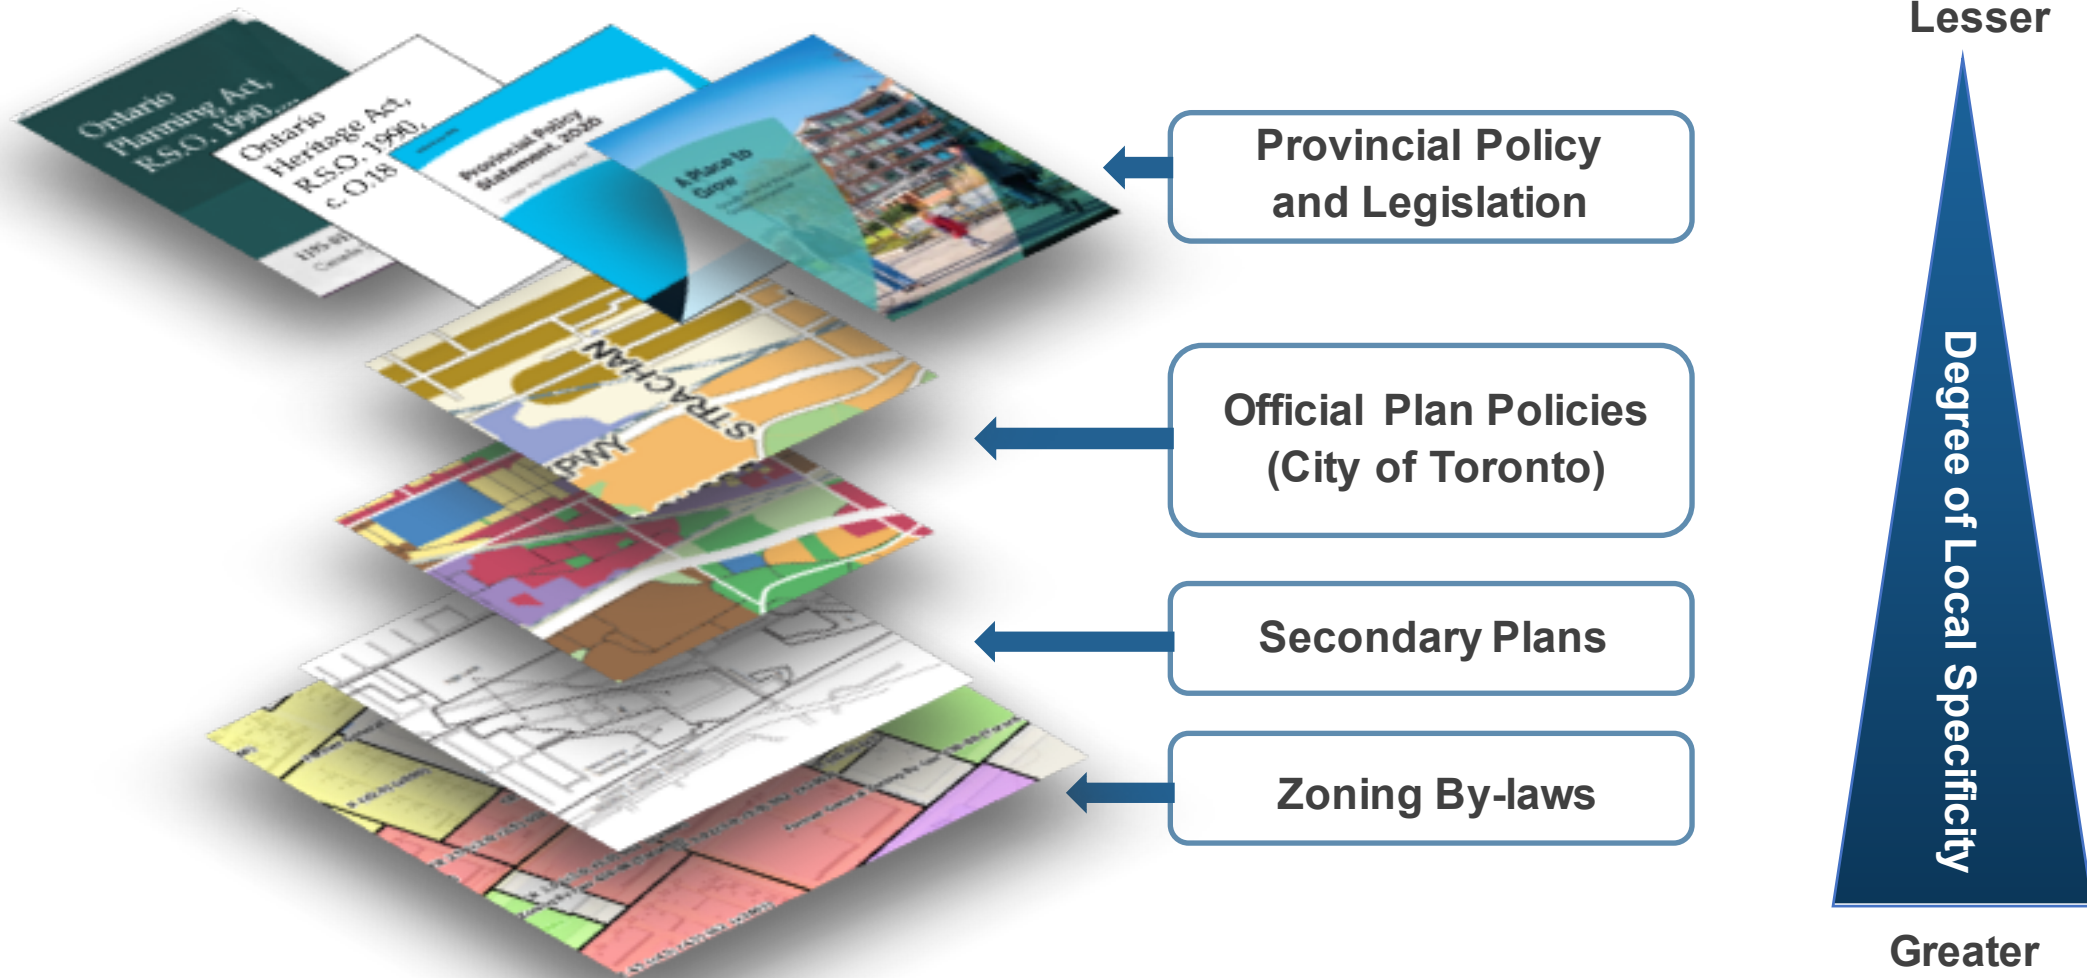 Lesser
Ontario
Planning Act,
R.S.O. 1990,...
Ontario
Heritage Act,
R.S.O. 1990,
c. O.18
Provincial Policy
Statement, 2020
A Place to
Grow
Provincial Policy
and Legislation
STRACHAN
PWY
Official Plan Policies
(City of Toronto)
Secondary Plans
Zoning By-laws
Degree of Local Specificity
Greater